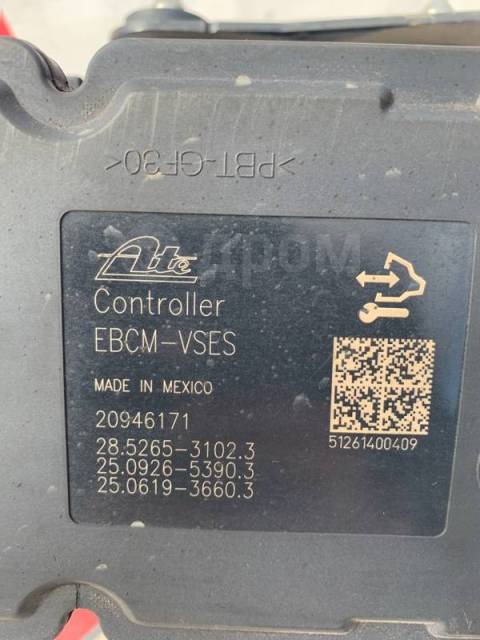 >PBT-GF30<
Ate
дром
Controller
EBCM-VSES
MADE IN MEXICO
20946171
51261400409
28.5265-3102.3
25.0926-5390.3
25.0619-3660.3